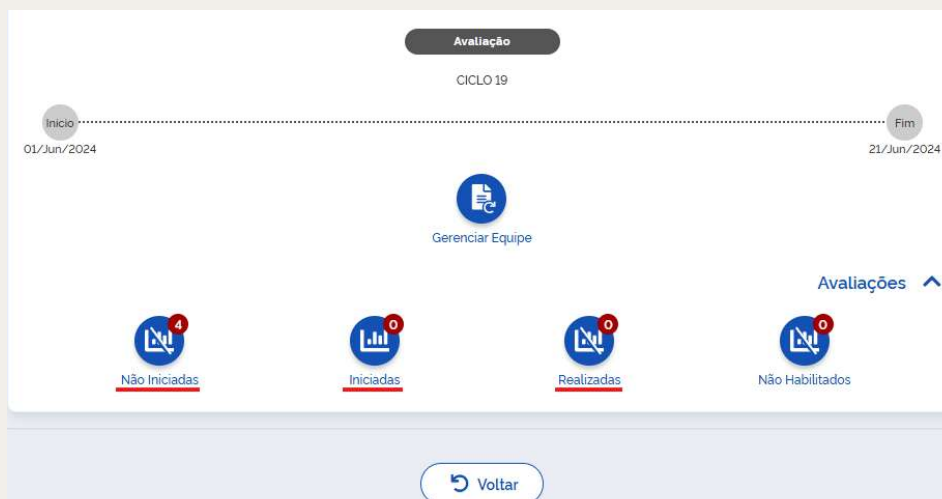 Avaliação
CICLO 19
Início
Fim
01/Jun/2024
21/Jun/2024
Gerenciar Equipe
Avaliações
4
0
0
0
Não Iniciadas
Iniciadas
Realizadas
Não Habilitados
Voltar